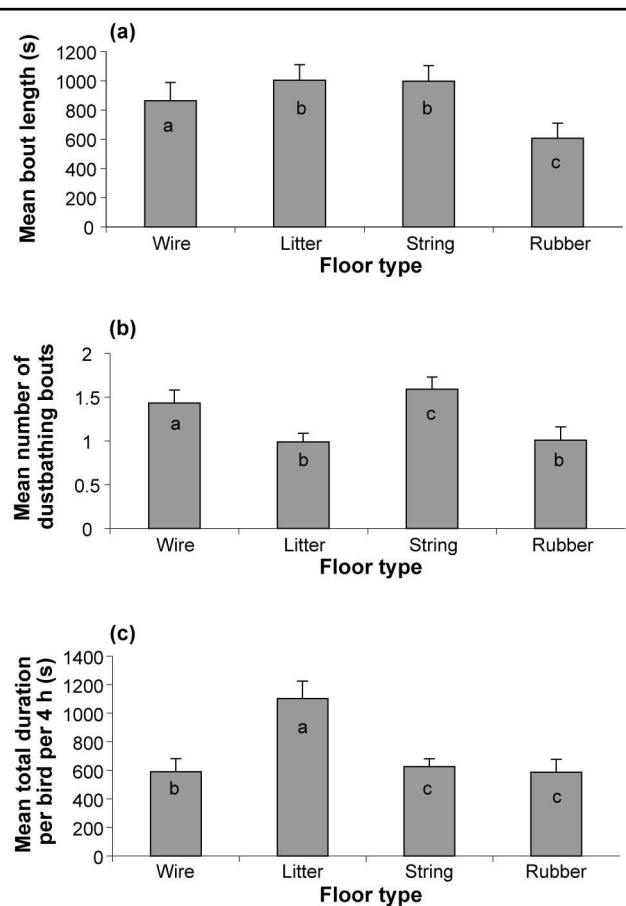 (a)
Mean bout length (s)
1200
1000
800
600
400
200
0
a
b
b
c
Wire Litter String Rubber
Floor type
(b)
Mean number of
dustbathing bouts
2
1.5
1
0.5
0
a
b
c
b
Wire Litter String Rubber
Floor type
(c)
Mean total duration
per bird per 4 h (s)
1400
1200
1000
800
600
400
200
0
b
a
c
c
Wire Litter String Rubber
Floor type